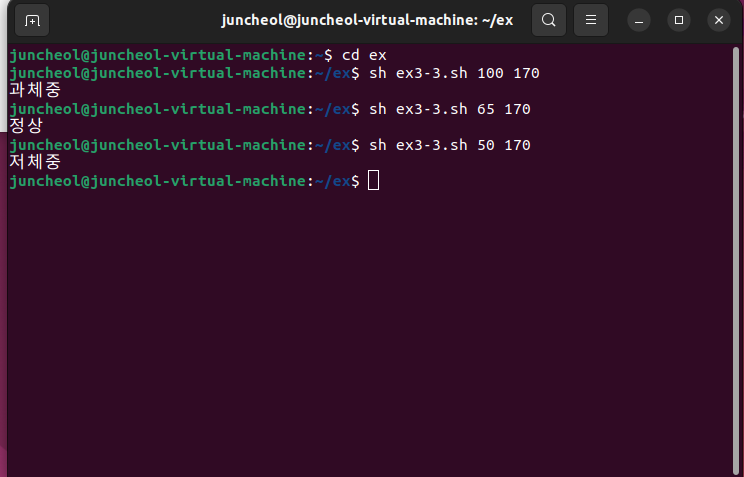 juncheol@juncheol-virtual-machine: ~/ex
juncheol@juncheol-virtual-machine:~$ cd ex
juncheol@juncheol-virtual-machine:~/ex$ sh ex3-3.sh 100 170
과체중
juncheol@juncheol-virtual-machine:~/ex$ sh ex3-3.sh 65 170
정상
juncheol@juncheol-virtual-machine:~/ex$ sh ex3-3.sh 50 170
저체중
juncheol@juncheol-virtual-machine:~/ex$